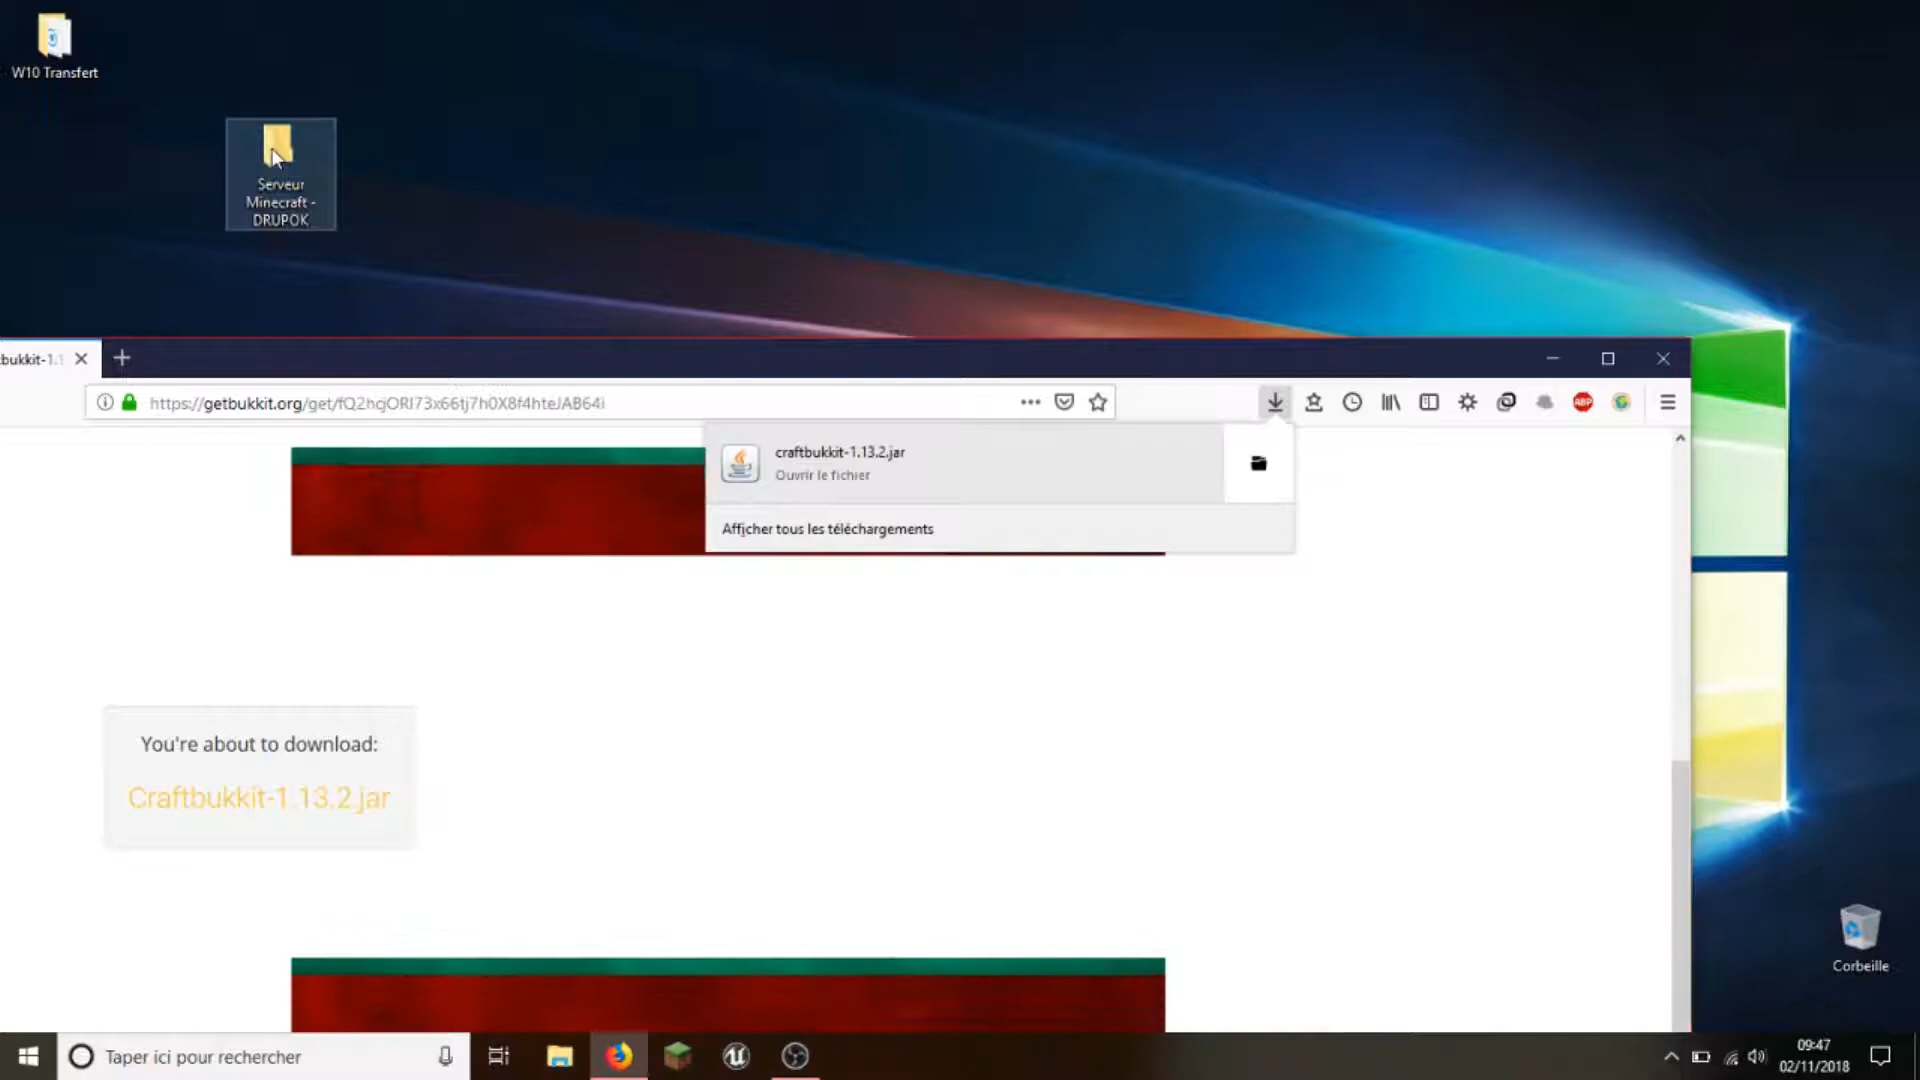 W10 Transfert
Serveur
Minecraft -
DRUPOK
bukkit-1.1
https://getbukkit.org/get/fQ2hcjORI73x66tj7h0X8f4hteJAB64i
ABP
craftbukkit-1.13.2.jar
Ouvrir le fichier
Afficher tous les téléchargements
You're about to download:
Craftbukkit-1.13.2.jar
Corbeille
Taper ici pour rechercher
09:47
02/11/2018